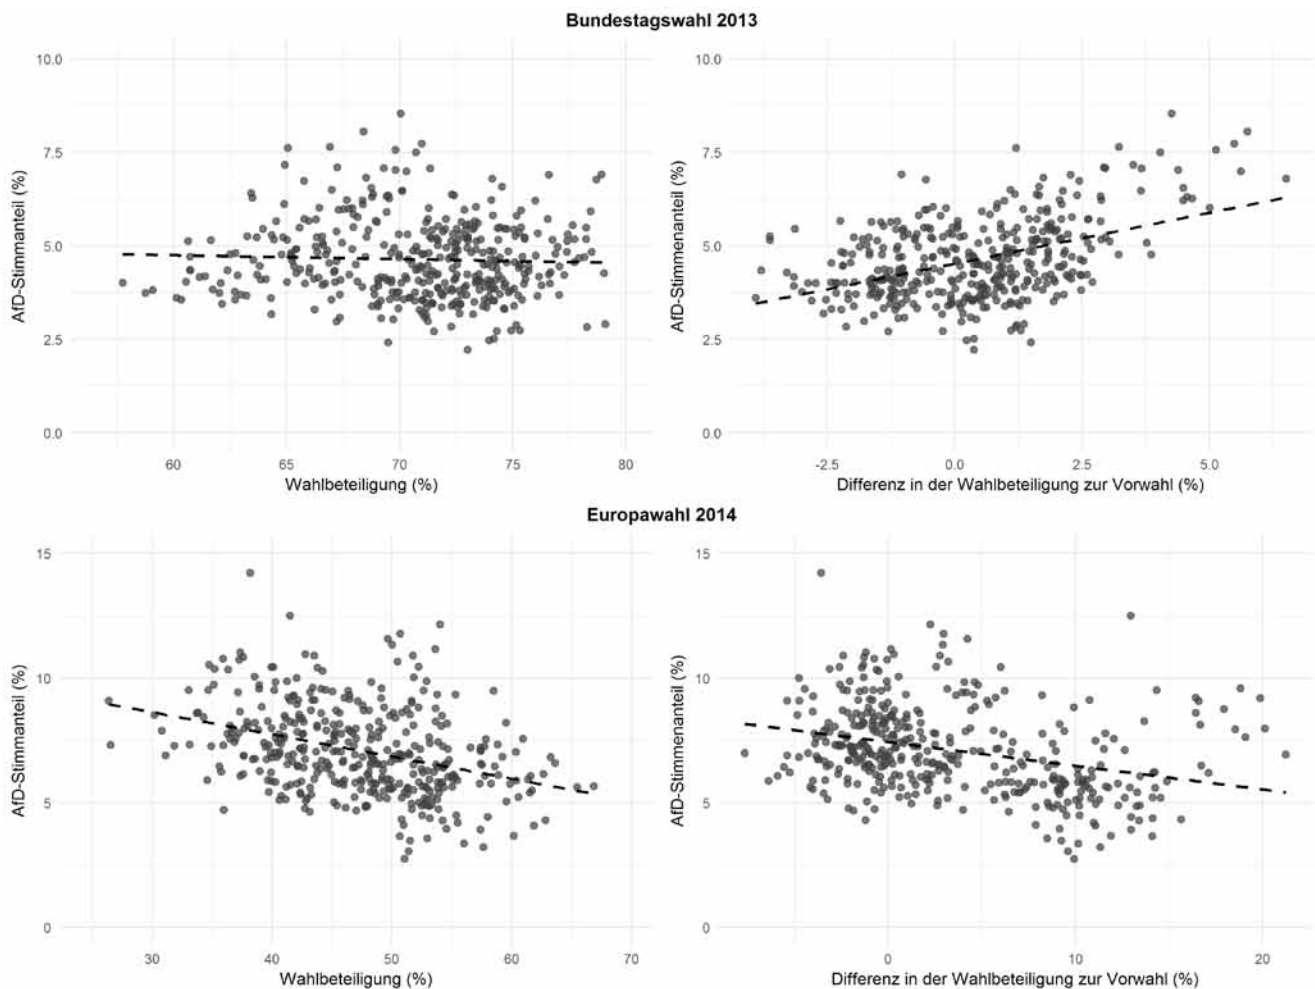 Bundestagswahl 2013
AfD-Stimmanteil (%)
10.0
7.5
5.0
2.5
0.0
60 65 70 75 80
Wahlbeteiligung (%)
AfD-Stimmenanteil (%)
10.0
7.5
5.0
2.5
0.0
-2.5 0.0 2.5 5.0
Differenz in der Wahlbeteiligung zur Vorwahl (%)
Europawahl 2014
AfD-Stimmanteil (%)
15
10
5
0
30 40 50 60 70
Wahlbeteiligung (%)
AfD-Stimmenanteil (%)
15
10
5
0
0 10 20
Differenz in der Wahlbeteiligung zur Vorwahl (%)